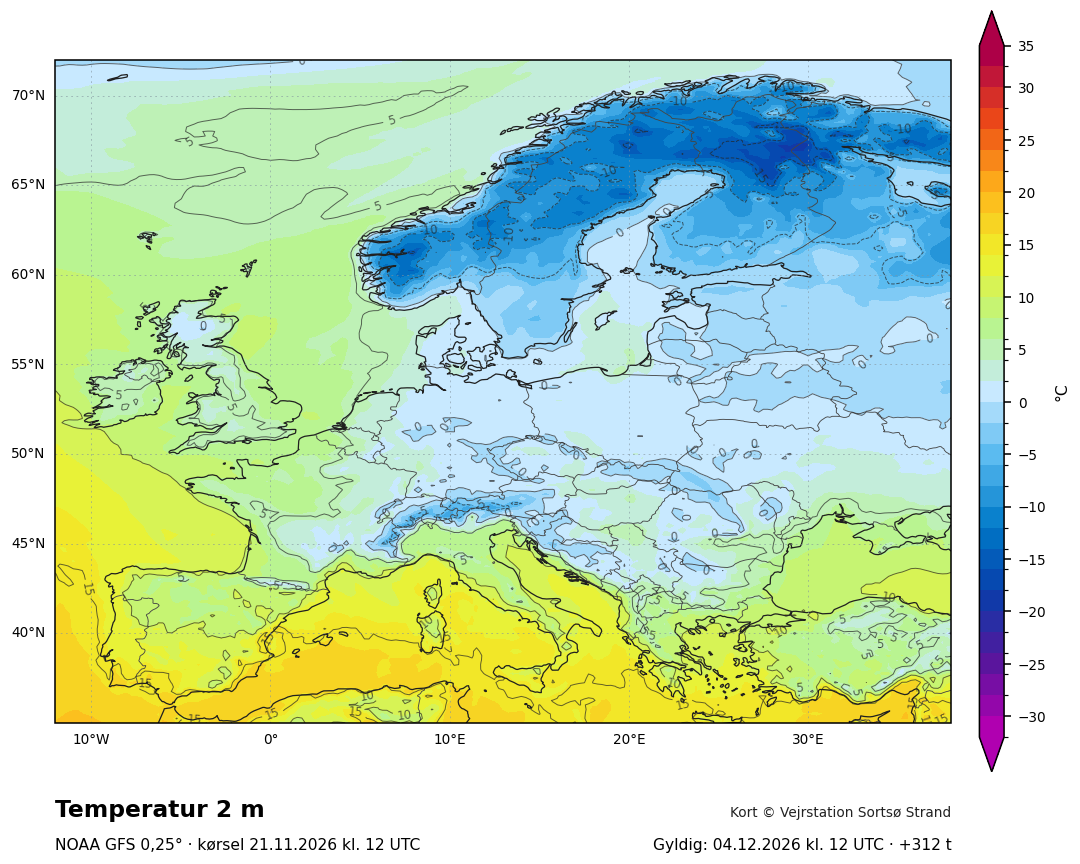 70°N
65°N
60°N
55°N
50°N
45°N
40°N
10°W 0° 10°E 20°E 30°E
35
30
25
20
15
10
5
0
−5
−10
−15
−20
−25
−30
°C
Temperatur 2 m
Kort © Vejrstation Sortsø Strand
NOAA GFS 0,25° · kørsel 21.11.2026 kl. 12 UTC
Gyldig: 04.12.2026 kl. 12 UTC · +312 t